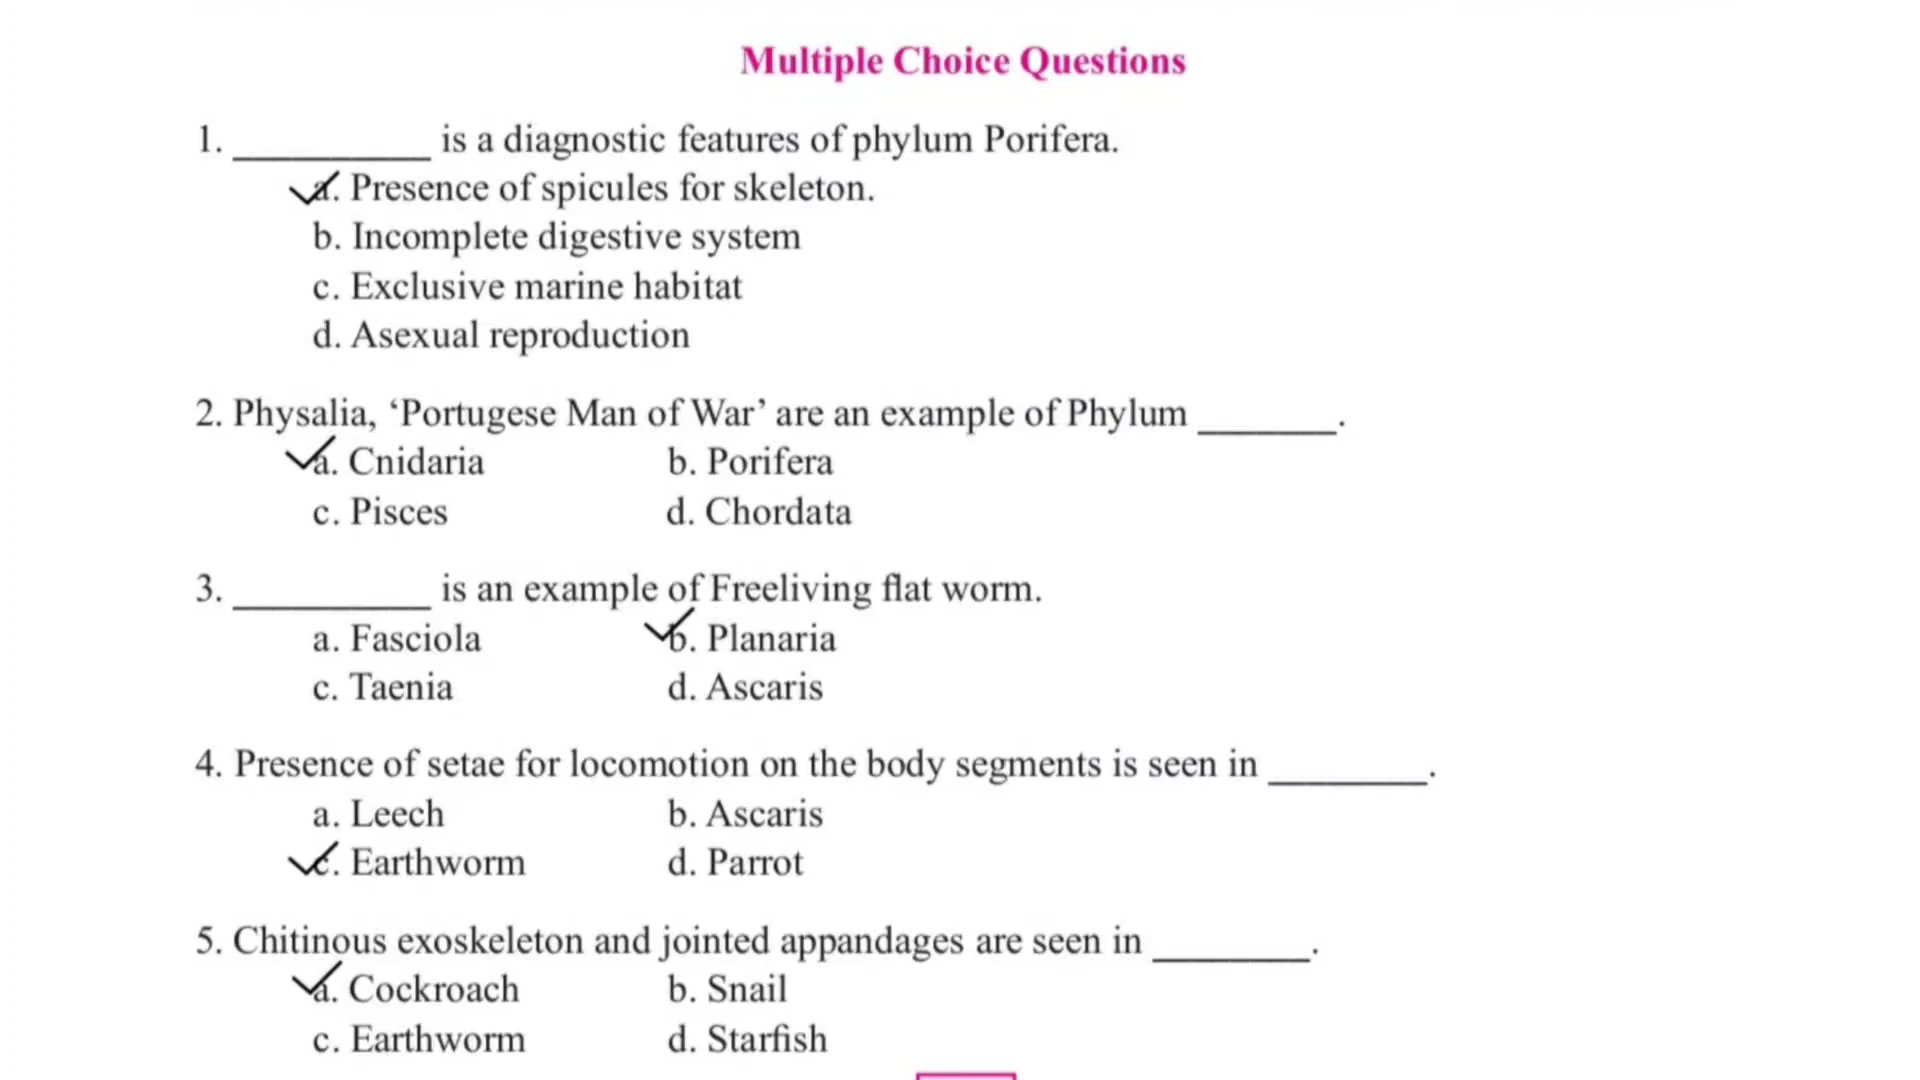 Multiple Choice Questions
1. __________ is a diagnostic features of phylum Porifera.
a. Presence of spicules for skeleton.
b. Incomplete digestive system
c. Exclusive marine habitat
d. Asexual reproduction
2. Physalia, ‘Portugese Man of War’ are an example of Phylum _______.
a. Cnidaria b. Porifera
c. Pisces d. Chordata
3. __________ is an example of Freeliving flat worm.
a. Fasciola b. Planaria
c. Taenia d. Ascaris
4. Presence of setae for locomotion on the body segments is seen in ________.
a. Leech b. Ascaris
c. Earthworm d. Parrot
5. Chitinous exoskeleton and jointed appandages are seen in ________.
a. Cockroach b. Snail
c. Earthworm d. Starfish